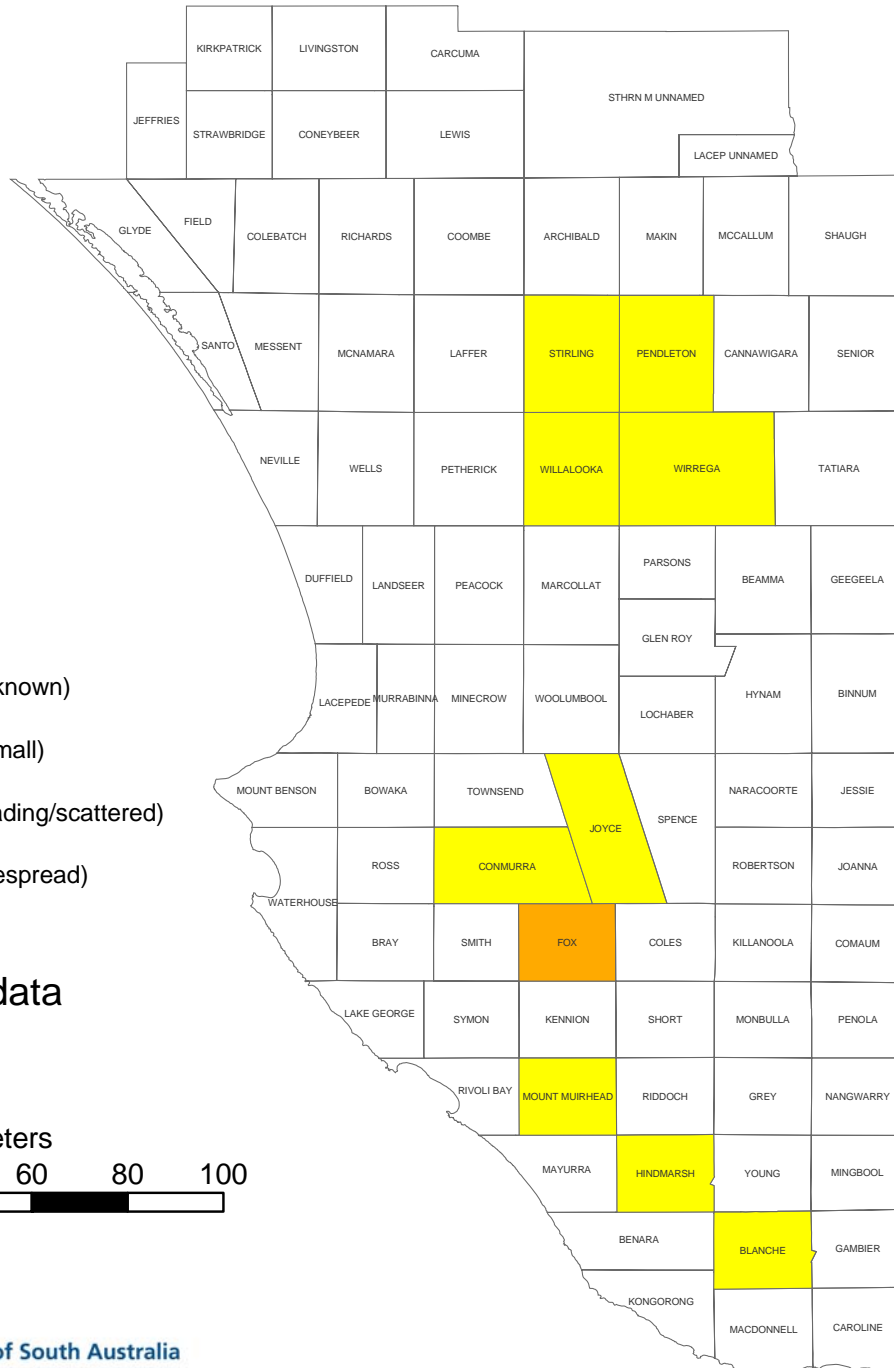 KIRKPATRICK
LIVINGSTON
CARCUMA
STHRN M UNNAMED
JEFFRIES
STRAWBRIDGE
CONEYBEER
LEWIS
LACEP UNNAMED
GLYDE
FIELD
COLEBATCH
RICHARDS
COOMBE
ARCHIBALD
MAKIN
MCCALLUM
SHAUGH
SANTO
MESSENT
MCNAMARA
LAFFER
STIRLING
PENDLETON
CANNAWIGARA
SENIOR
NEVILLE
WELLS
PETHERICK
WILLALOOKA
WIRREGA
TATIARA
DUFFIELD
LANDSEER
PEACOCK
MARCOLLAT
PARSONS
BEAMMA
GEEGEELA
GLEN ROY
LACEPEDE
MURRABINNA
MINECROW
WOOLUMBOOL
LOCHABER
HYNAM
BINNUM
known)
mall)
ading/scattered)
espread)
MOUNT BENSON
BOWAKA
TOWNSEND
JOYCE
SPENCE
NARACOORTE
JESSIE
ROSS
CONMURRA
ROBERTSON
JOANNA
WATERHOUSE
BRAY
SMITH
FOX
COLES
KILLANOOLA
COMAUM
data
LAKE GEORGE
SYMON
KENNION
SHORT
MONBULLA
PENOLA
RIVOLI BAY
MOUNT MUIRHEAD
RIDDOCH
GREY
NANGWARRY
eters
60 80 100
MAYURRA
HINDMARSH
YOUNG
MINGBOOL
BENARA
BLANCHE
GAMBIER
KONGORONG
MACDONNELL
CAROLINE
of South Australia